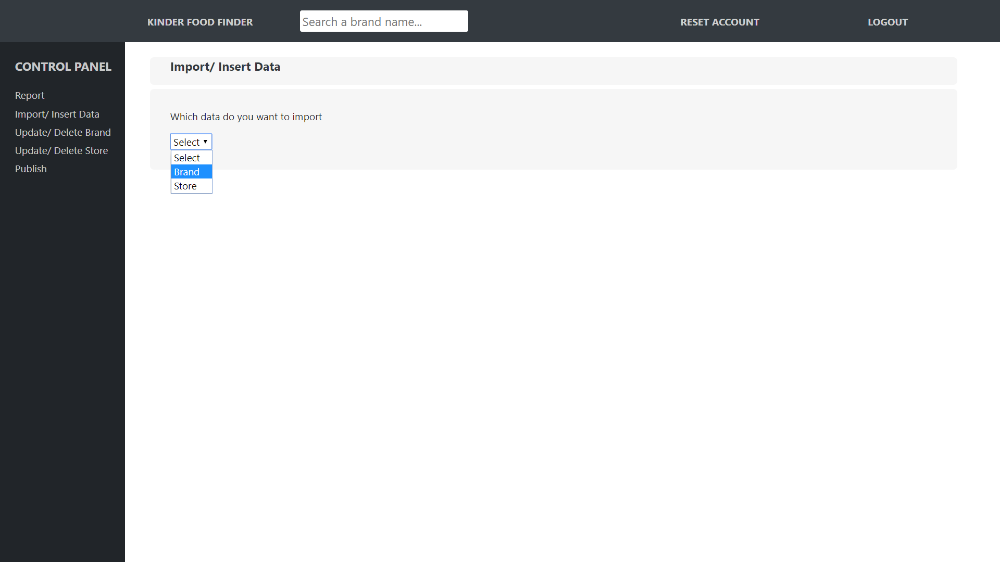 KINDER FOOD FINDER
Search a brand name...
RESET ACCOUNT
LOGOUT
CONTROL PANEL
Report
Import/ Insert Data
Update/ Delete Brand
Update/ Delete Store
Publish
Import/ Insert Data
Which data do you want to import
Select
Select
Brand
Store